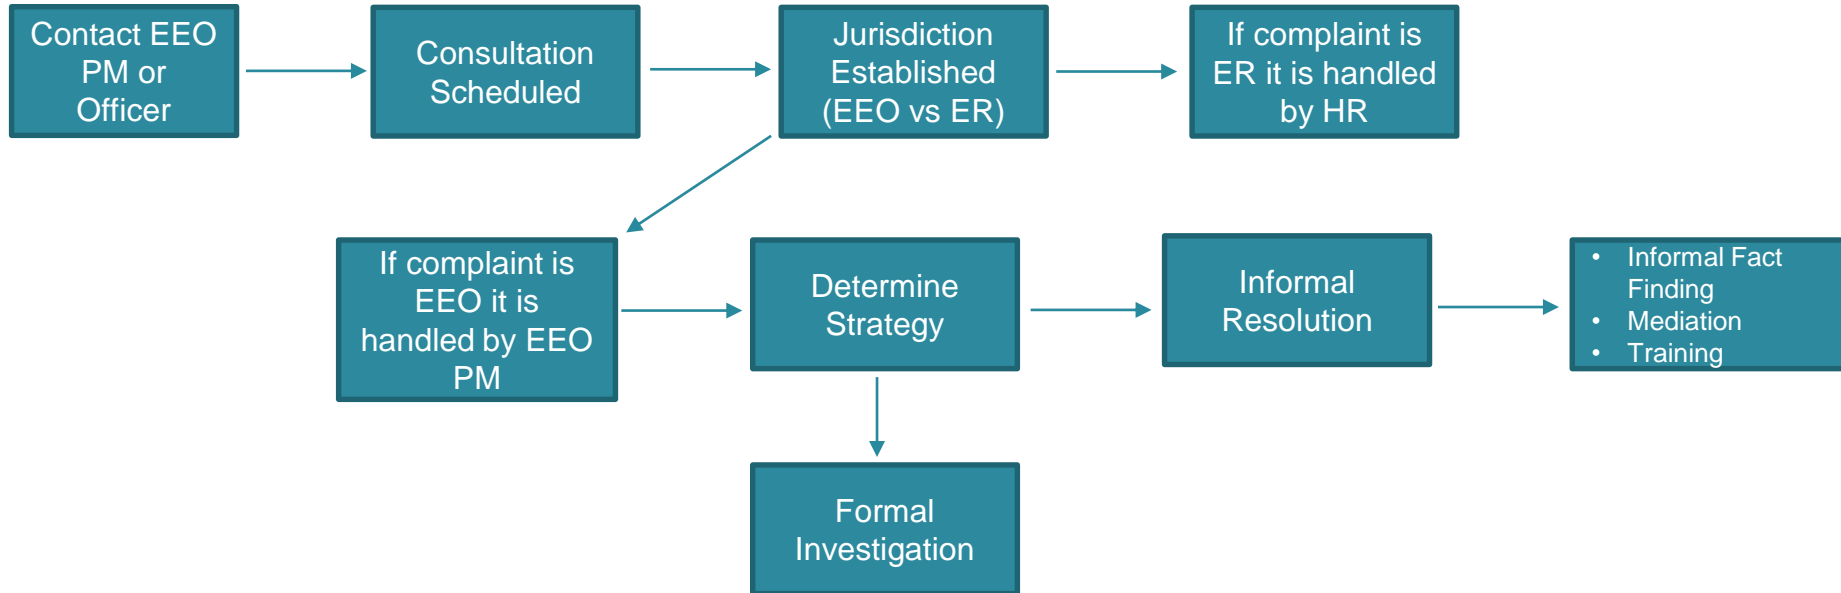 Contact EEO
PM or
Officer
Consultation
Scheduled
Jurisdiction
Established
(EEO vs ER)
If complaint is
ER it is handled
by HR
If complaint is
EEO it is
handled by EEO
PM
Determine
Strategy
Informal
Resolution
• Informal Fact
Finding
• Mediation
• Training
Formal
Investigation